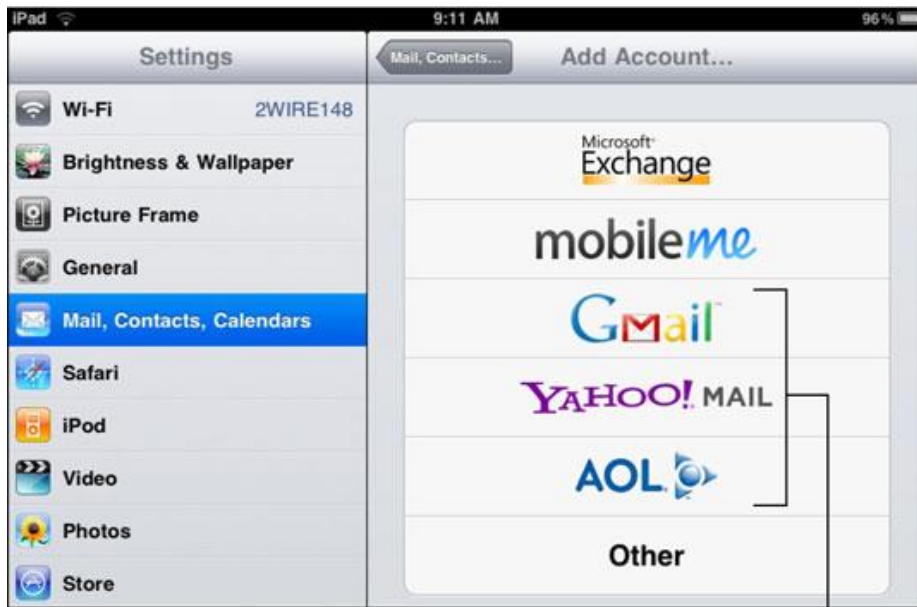 iPad 9:11 AM 96%
Settings
Mail, Contacts... Add Account...
Wi-Fi 2WIRE148
Brightness & Wallpaper
Picture Frame
General
Mail, Contacts, Calendars
Safari
iPod
Video
Photos
Store
Microsoft
Exchange
mobileme
Gmail
YAHOO! MAIL
AOL
Other